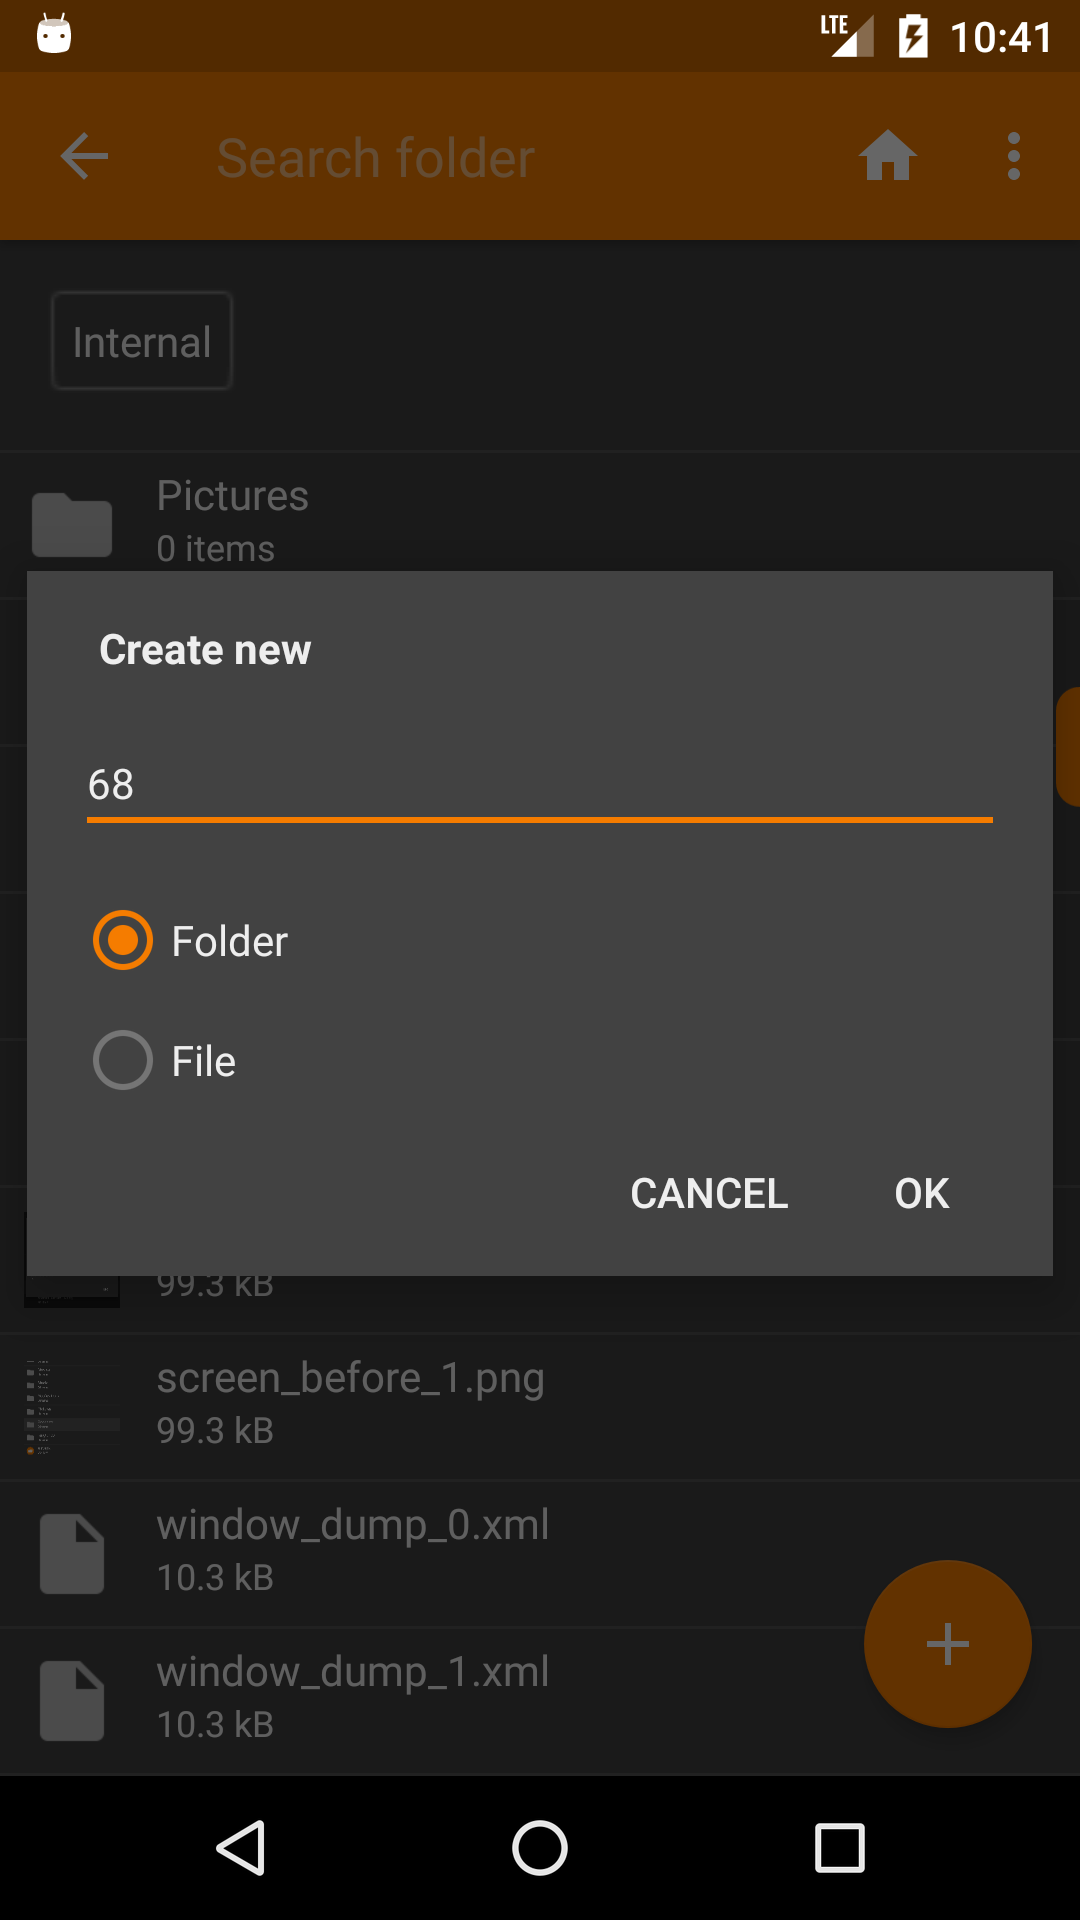 LTE 10:41
Search folder
Internal
Pictures
0 items
Create new
68
Folder
File
CANCEL OK
99.3 kB
screen_before_1.png
99.3 kB
window_dump_0.xml
10.3 kB
window_dump_1.xml
10.3 kB